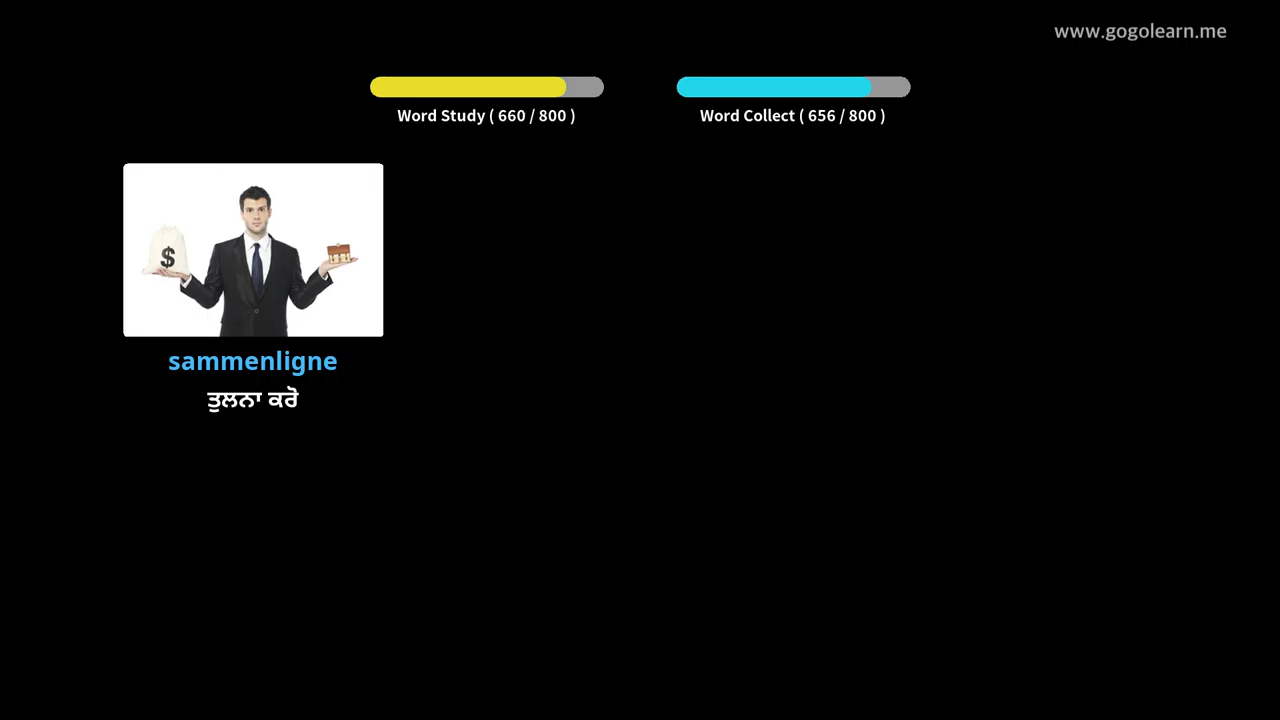 www.gogolearn.me
Word Study ( 660 / 800 )
Word Collect ( 656 / 800 )
$
sammenligne
ਤੁਲਨਾ ਕਰੋ